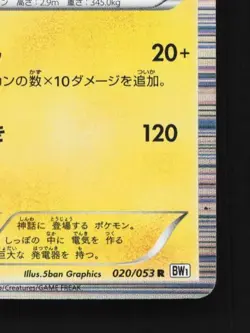 高さ：2.9m 重さ：345.0kg
20+
ンの数×10ダメージを追加。
き 120
神話に 登場する ポケモン。
しっぽの 中に 電気を 作る
巨大な 発電器を 持つ。
Illus.5ban Graphics 020/053 R BW1
/Creatures/GAME FREAK